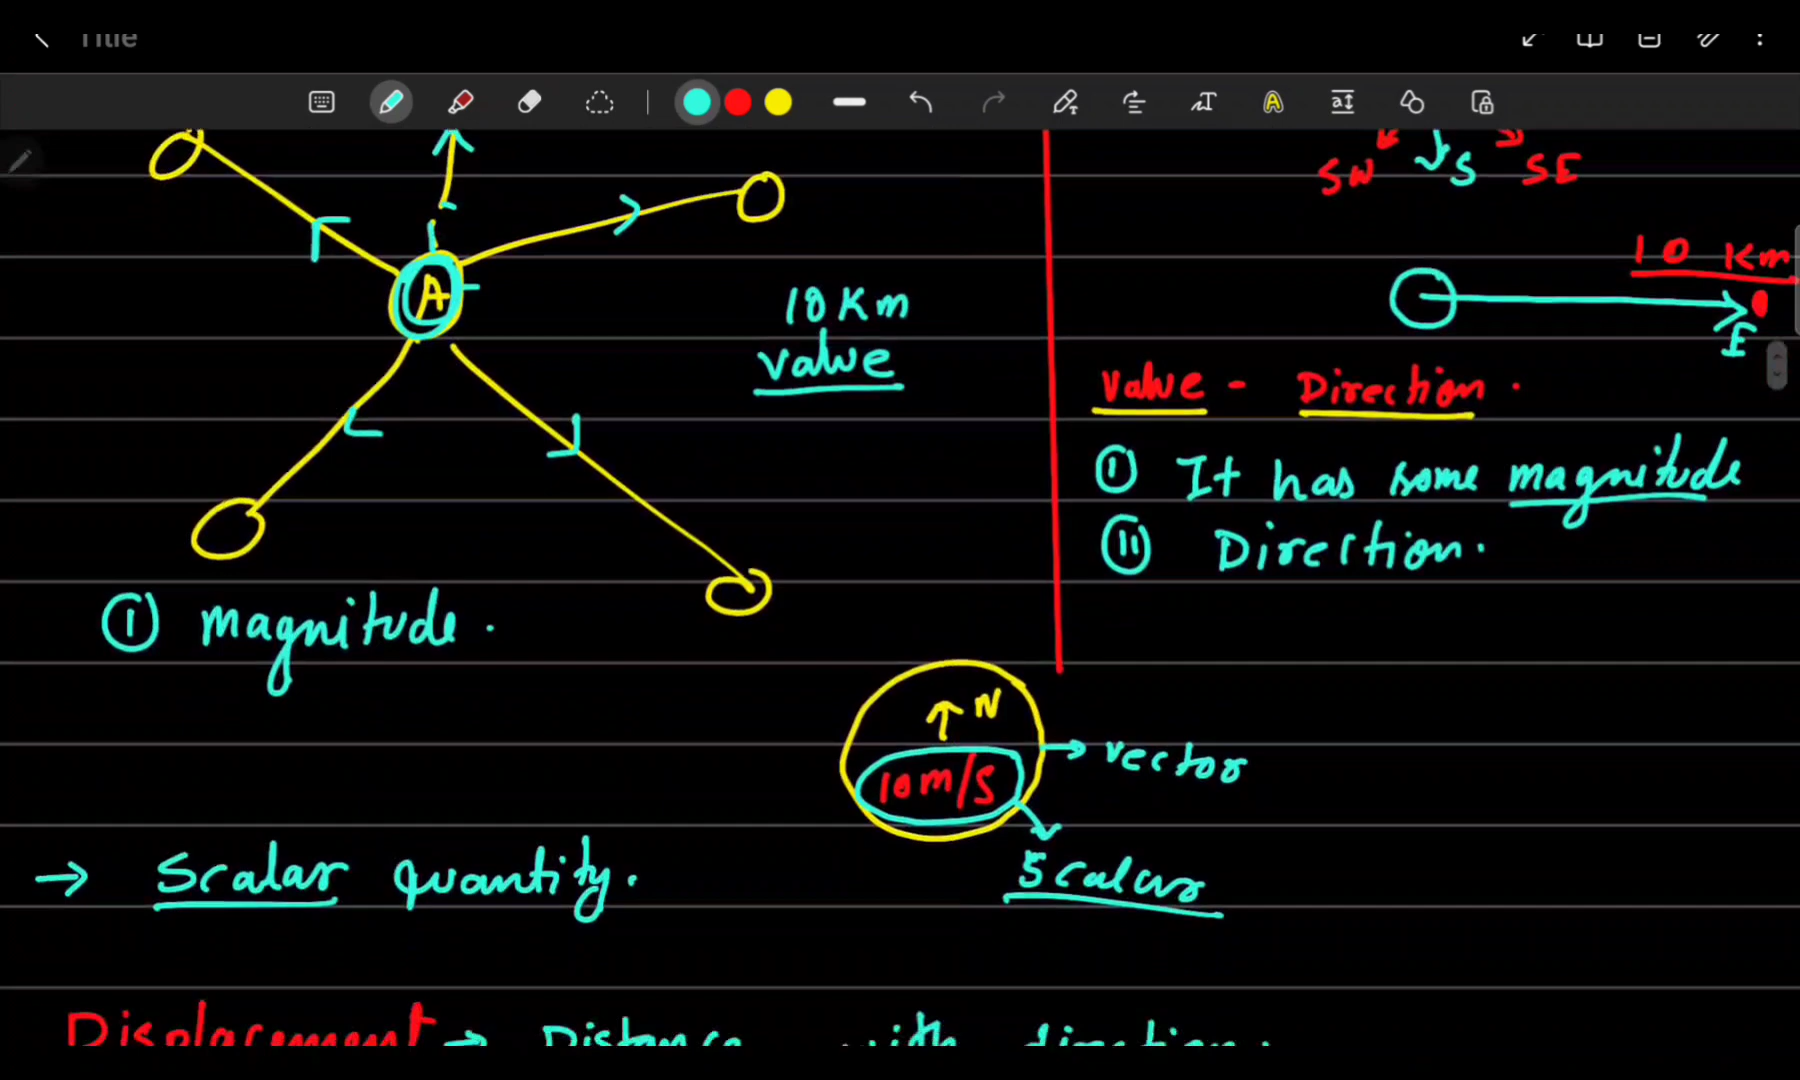 Title
SW S SE
A
10 Km
E
10 Km
value
Value - Direction.
① It has some magnitude
② Direction.
① magnitude.
↑ N
10m/s
→ vector
Scalar
→ Scalar quantity.
Displacement → Distance with direction.